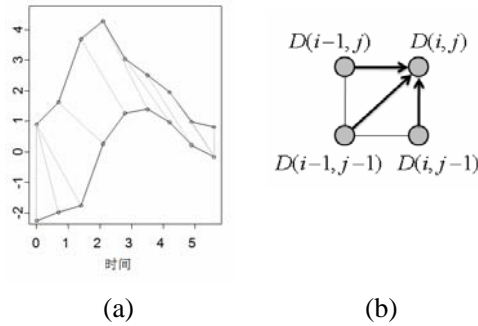 4
3
2
1
0
-1
-2
0 1 2 3 4 5
时间
(a)
D(i−1, j) D(i, j)
D(i−1, j−1) D(i, j−1)
(b)